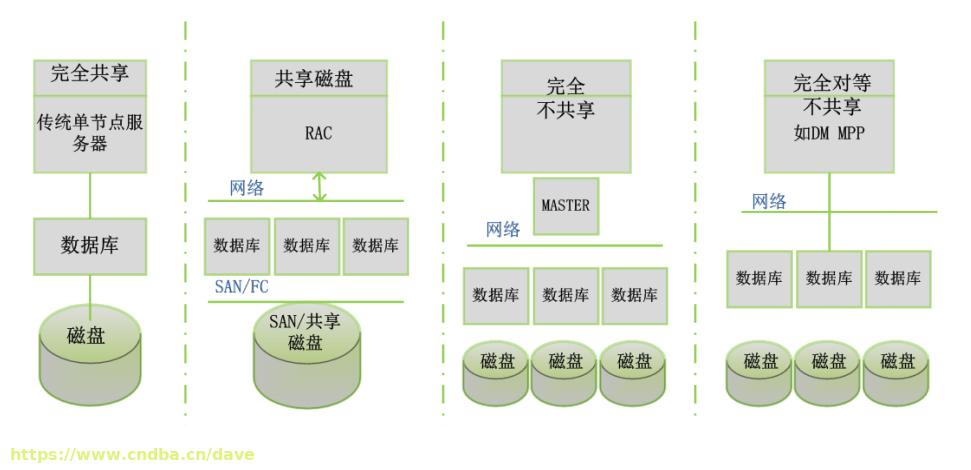 完全共享
传统单节点服
务器
数据库
磁盘
共享磁盘
RAC
网络
数据库
数据库
数据库
SAN/FC
SAN/共享
磁盘
完全
不共享
MASTER
网络
数据库
数据库
数据库
磁盘
磁盘
磁盘
完全对等
不共享
如DM MPP
网络
数据库
数据库
数据库
磁盘
磁盘
磁盘
https://www.cndba.cn/dave